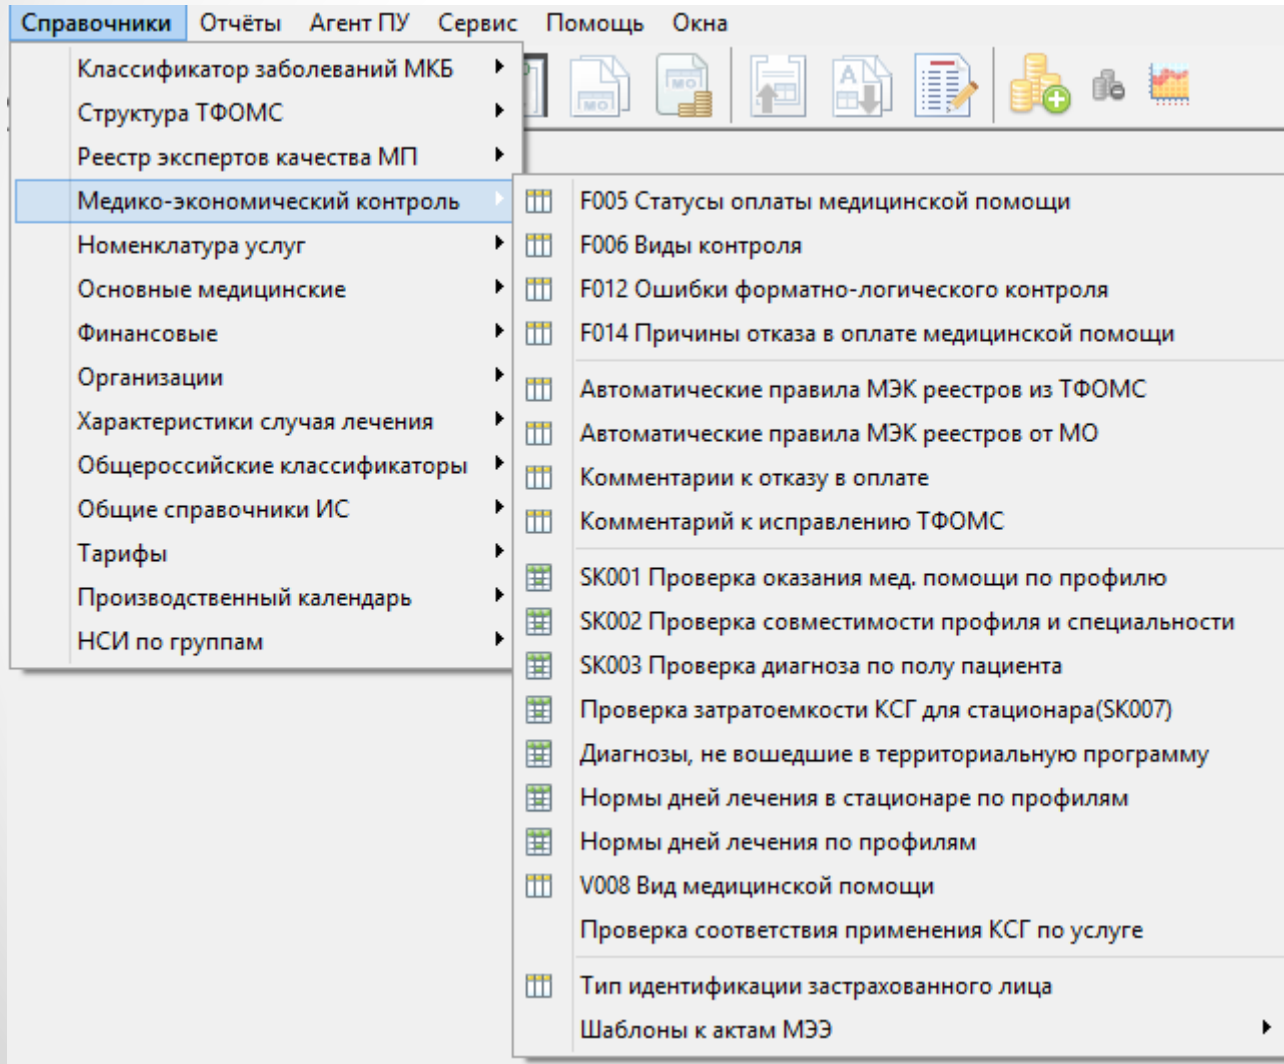 Справочники Отчёты Агент ПУ Сервис Помощь Окна
Классификатор заболеваний МКБ
Структура ТФОМС
Реестр экспертов качества МП
Медико-экономический контроль
Номенклатура услуг
Основные медицинские
Финансовые
Организации
Характеристики случая лечения
Общероссийские классификаторы
Общие справочники ИС
Тарифы
Производственный календарь
НСИ по группам
F005 Статусы оплаты медицинской помощи
F006 Виды контроля
F012 Ошибки форматно-логического контроля
F014 Причины отказа в оплате медицинской помощи
Автоматические правила МЭК реестров из ТФОМС
Автоматические правила МЭК реестров от МО
Комментарии к отказу в оплате
Комментарий к исправлению ТФОМС
SK001 Проверка оказания мед. помощи по профилю
SK002 Проверка совместимости профиля и специальности
SK003 Проверка диагноза по полу пациента
Проверка затратоемкости КСГ для стационара(SK007)
Диагнозы, не вошедшие в территориальную программу
Нормы дней лечения в стационаре по профилям
Нормы дней лечения по профилям
V008 Вид медицинской помощи
Проверка соответствия применения КСГ по услуге
Тип идентификации застрахованного лица
Шаблоны к актам МЭЭ